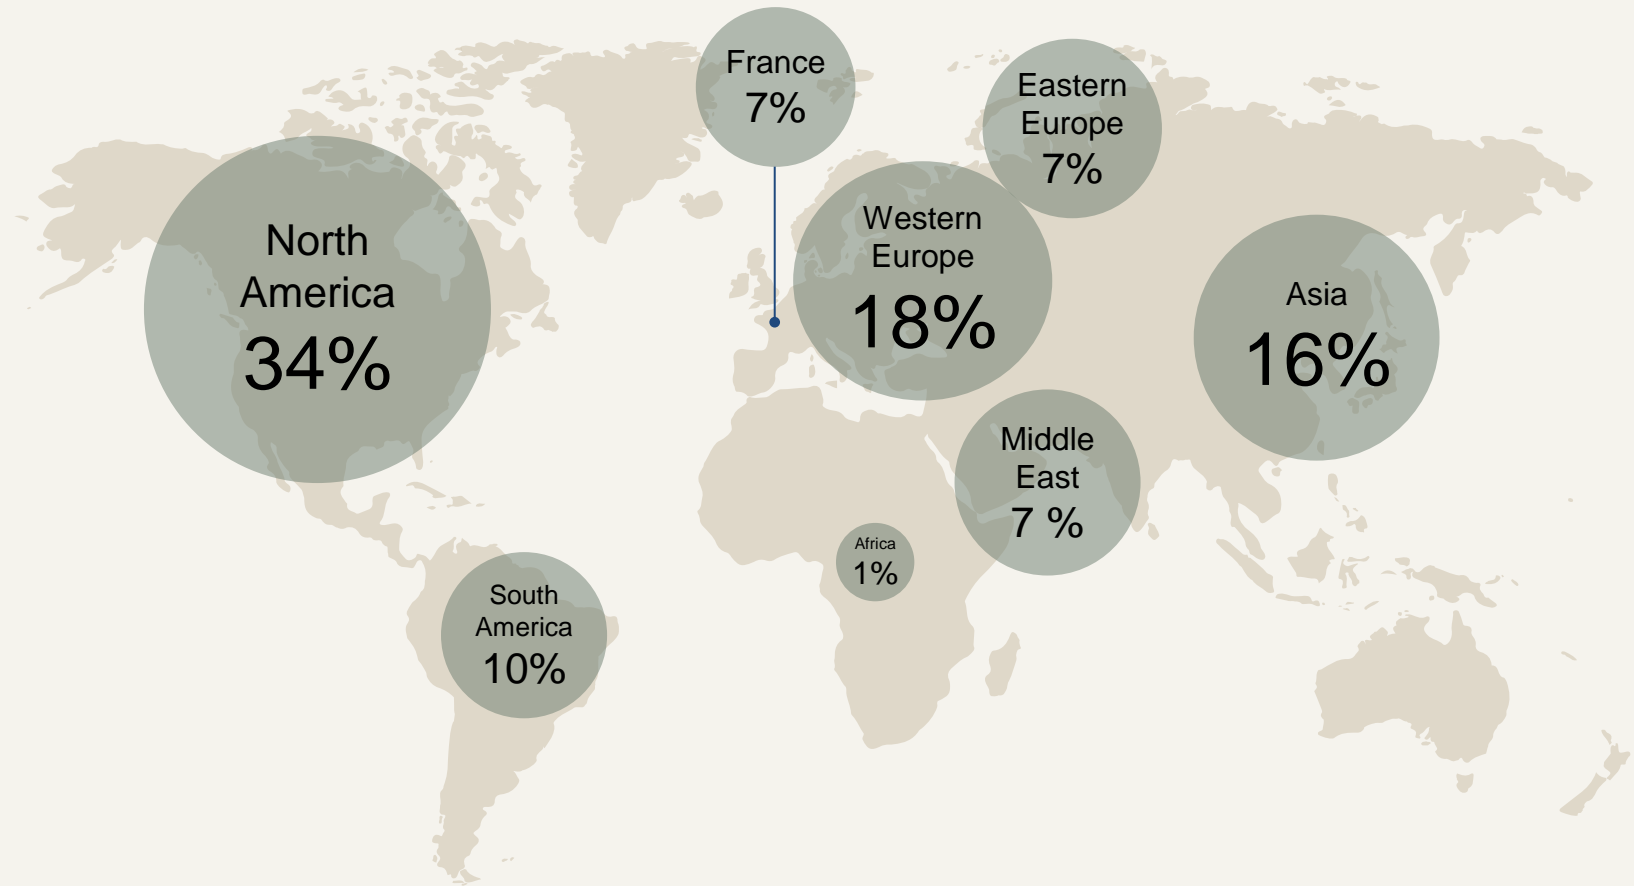 France
7%
Eastern
Europe
7%
Western
Europe
18%
North
America
34%
Asia
16%
Middle
East
7 %
Africa
1%
South
America
10%